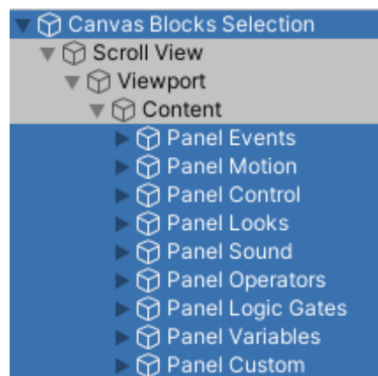 Canvas Blocks Selection
Scroll View
Viewport
Content
Panel Events
Panel Motion
Panel Control
Panel Looks
Panel Sound
Panel Operators
Panel Logic Gates
Panel Variables
Panel Custom